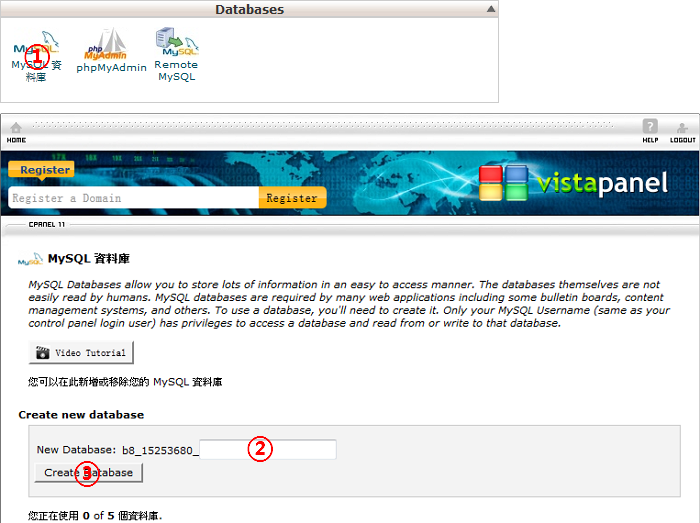 Databases
MySQL
php
MyAdmin
MySQL
1
MySQL 資
料庫
phpMyAdmin
Remote
MySQL
HOME
?
HELP
LOGOUT
Register
Register a Domain
Register
vistapanel
CPANEL 11
MySQL
MySQL 資料庫
MySQL Databases allow you to store lots of information in an easy to access manner. The databases themselves are not
easily read by humans. MySQL databases are required by many web applications including some bulletin boards, content
management systems, and others. To use a database, you'll need to create it. Only your MySQL Username (same as your
control panel login user) has privileges to access a database and read from or write to that database.
Video Tutorial
您可以在此新增或移除您的 MySQL 資料庫
Create new database
New Database: b8_15253680_
2
Create Database
3
您正在使用 0 of 5 個資料庫.